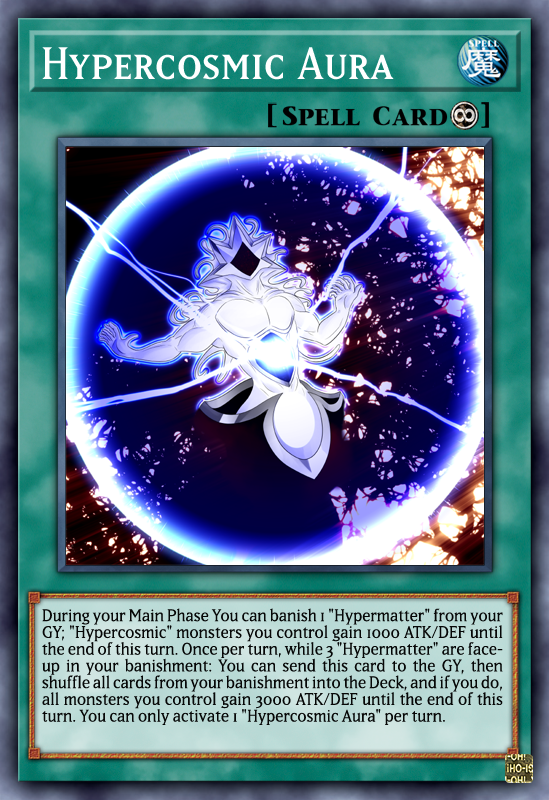 Hypercosmic Aura
SPELL
魔
[Spell Card]
During your Main Phase You can banish 1 "Hypermatter" from your
GY; "Hypercosmic" monsters you control gain 1000 ATK/DEF until
the end of this turn. Once per turn, while 3 "Hypermatter" are face-
up in your banishment: You can send this card to the GY, then
shuffle all cards from your banishment into the Deck, and if you do,
all monsters you control gain 3000 ATK/DEF until the end of this
turn. You can only activate 1 "Hypercosmic Aura" per turn.